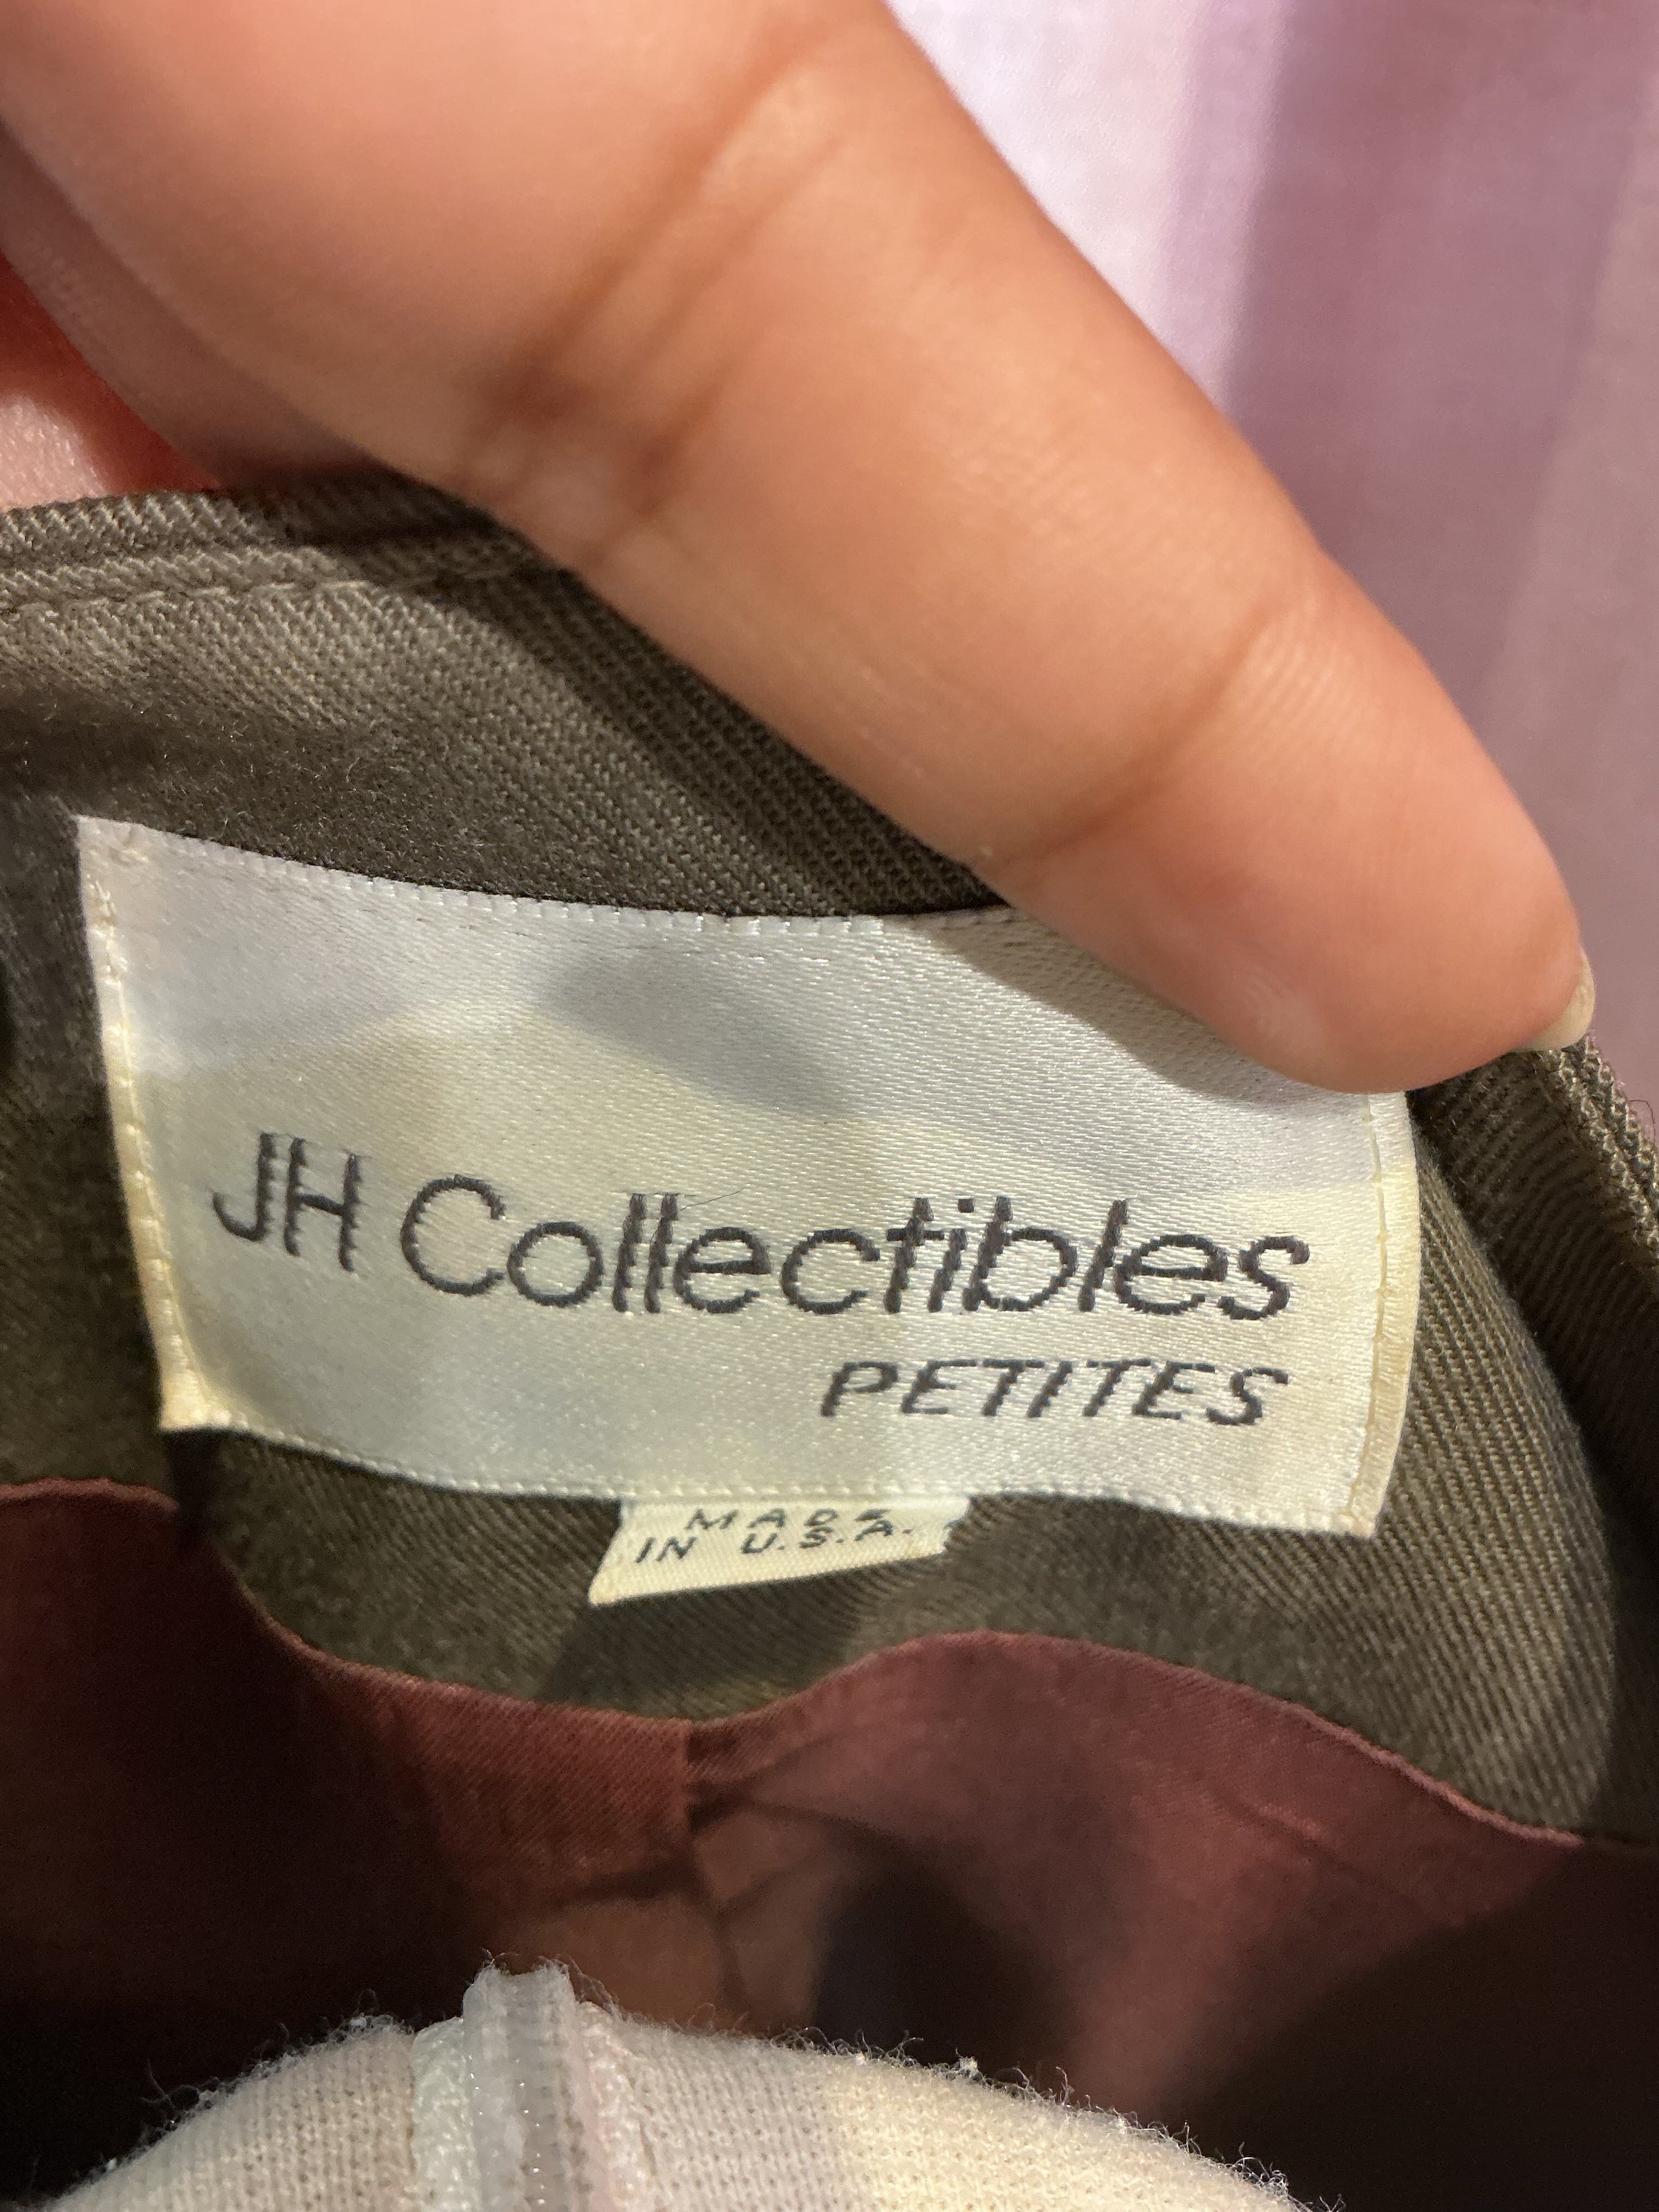 JH Collectibles
PETITES
MADE
IN U.S.A.